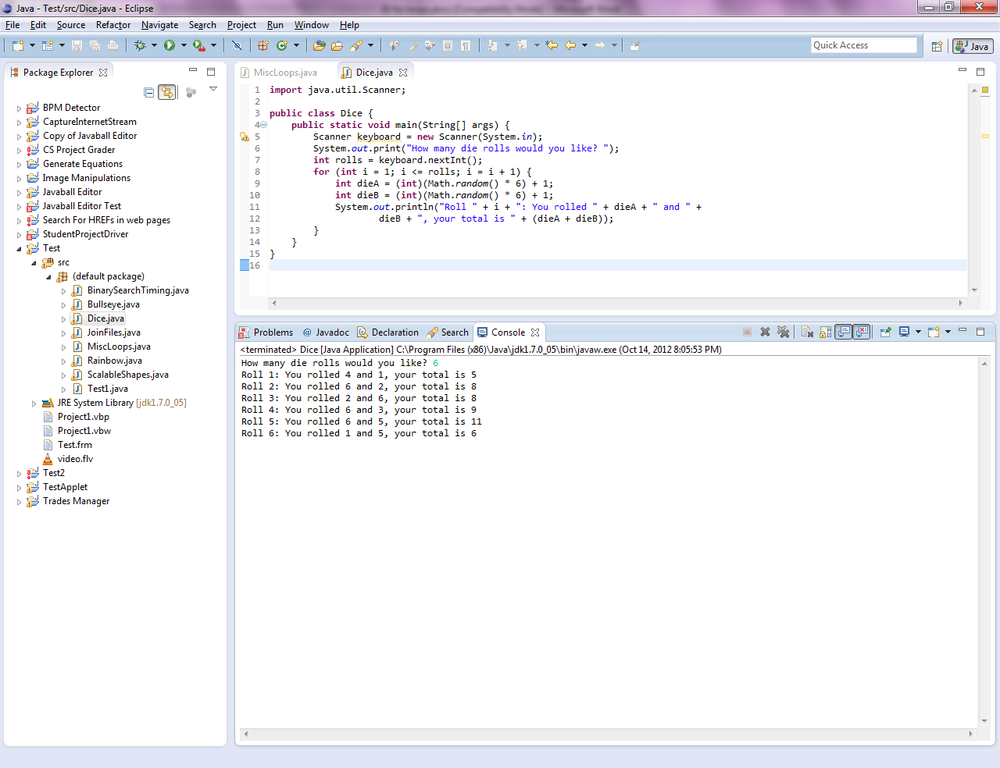 Java - Test/src/Dice.java - Eclipse
File Edit Source Refactor Navigate Search Project Run Window Help
Quick Access
Java
Package Explorer
BPM Detector
CaptureInternetStream
Copy of Javaball Editor
CS Project Grader
Generate Equations
Image Manipulations
Javaball Editor
Javaball Editor Test
Search For HREFs in web pages
StudentProjectDriver
Test
src
(default package)
BinarySearchTiming.java
Bullseye.java
Dice.java
JoinFiles.java
MiscLoops.java
Rainbow.java
ScalableShapes.java
Test1.java
JRE System Library [jdk1.7.0_05]
Project1.vbp
Project1.vbw
Test.frm
video.flv
Test2
TestApplet
Trades Manager
MiscLoops.java Dice.java
1 import java.util.Scanner;
2
3 public class Dice {
4 public static void main(String[] args) {
5 Scanner keyboard = new Scanner(System.in);
6 System.out.print("How many die rolls would you like? ");
7 int rolls = keyboard.nextInt();
8 for (int i = 1; i <= rolls; i = i + 1) {
9 int dieA = (int)(Math.random() * 6) + 1;
10 int dieB = (int)(Math.random() * 6) + 1;
11 System.out.println("Roll " + i + ": You rolled " + dieA + " and " +
12 dieB + ", your total is " + (dieA + dieB));
13 }
14 }
15 }
16
Problems @ Javadoc Declaration Search Console
<terminated> Dice [Java Application] C:\Program Files (x86)\Java\jdk1.7.0_05\bin\javaw.exe (Oct 14, 2012 8:05:53 PM)
How many die rolls would you like? 6
Roll 1: You rolled 4 and 1, your total is 5
Roll 2: You rolled 6 and 2, your total is 8
Roll 3: You rolled 2 and 6, your total is 8
Roll 4: You rolled 6 and 3, your total is 9
Roll 5: You rolled 6 and 5, your total is 11
Roll 6: You rolled 1 and 5, your total is 6